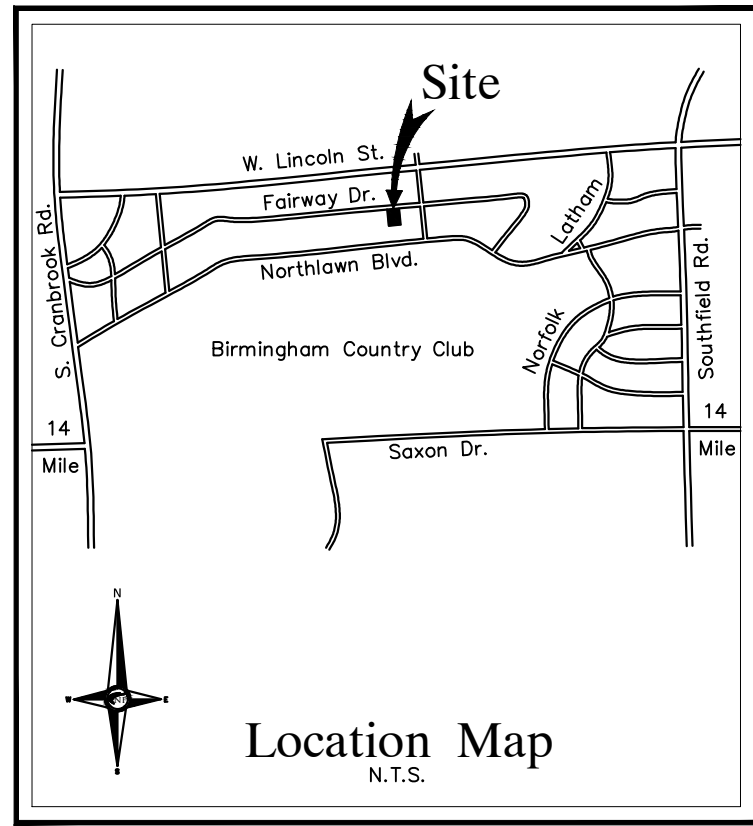 Site
W. Lincoln St.
Fairway Dr.
Latham
S. Cranbrook Rd.
Northlawn Blvd.
Southfield Rd.
Norfolk
Birmingham Country Club
14
Mile
14
Mile
Saxon Dr.
N
W
E
S
Location Map
N.T.S.